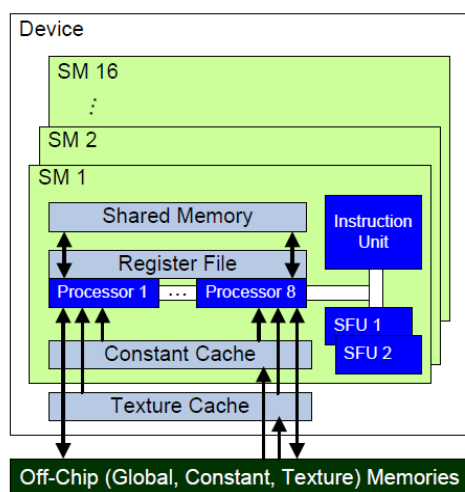 Device
SM 16
⋮
SM 2
SM 1
Shared Memory
Instruction
Unit
Register File
Processor 1
...
Processor 8
SFU 1
SFU 2
Constant Cache
Texture Cache
Off-Chip (Global, Constant, Texture) Memories